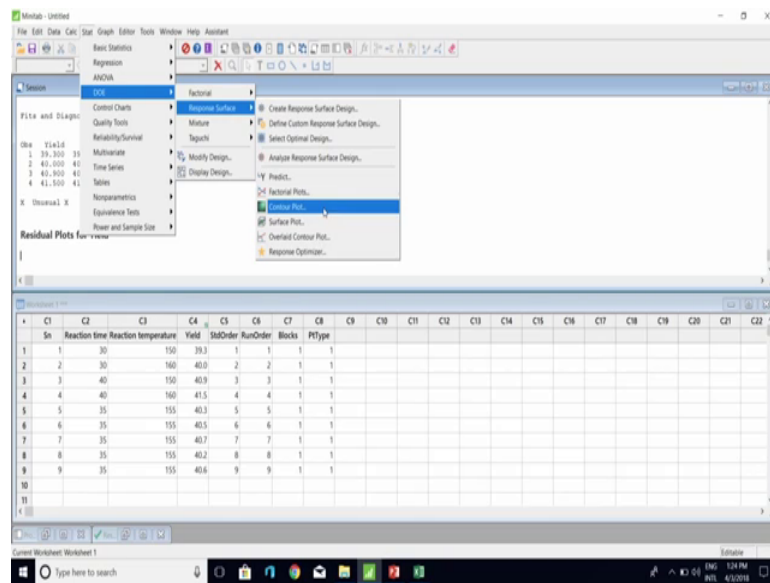 Minitab - Untitled
File Edit Data Calc Stat Graph Editor Tools Window Help Assistant
Basic Statistics
Regression
ANOVA
DOE
Control Charts
Quality Tools
Reliability/Survival
Multivariate
Time Series
Tables
Nonparametrics
Equivalence Tests
Power and Sample Size
Factorial
Response Surface
Mixture
Taguchi
Modify Design...
Display Design...
Create Response Surface Design...
Define Custom Response Surface Design...
Select Optimal Design...
Analyze Response Surface Design...
Predict...
Factorial Plots...
Contour Plot...
Surface Plot...
Overlaid Contour Plot...
Response Optimizer...
Session
Fits and Diagno
Obs Yield
1 39.300 39
2 40.000 40
3 40.900 40
4 41.500 41
X Unusual X
Residual Plots for Yield
Worksheet 1 ***
C1 C2 C3 C4 C5 C6 C7 C8 C9 C10 C11 C12 C13 C14 C15 C16 C17 C18 C19 C20 C21 C22
Sn Reaction time Reaction temperature Yield StdOrder RunOrder Blocks PtType
1 1 30 150 39.3 1 1 1 1
2 2 30 160 40.0 2 2 1 1
3 3 40 150 40.9 3 3 1 1
4 4 40 160 41.5 4 4 1 1
5 5 35 155 40.3 5 5 1 1
6 6 35 155 40.5 6 6 1 1
7 7 35 155 40.7 7 7 1 1
8 8 35 155 40.2 8 8 1 1
9 9 35 155 40.6 9 9 1 1
10
11
Current Worksheet: Worksheet 1
Editable
Type here to search
ENG
INTL
1:24 PM
4/3/2018